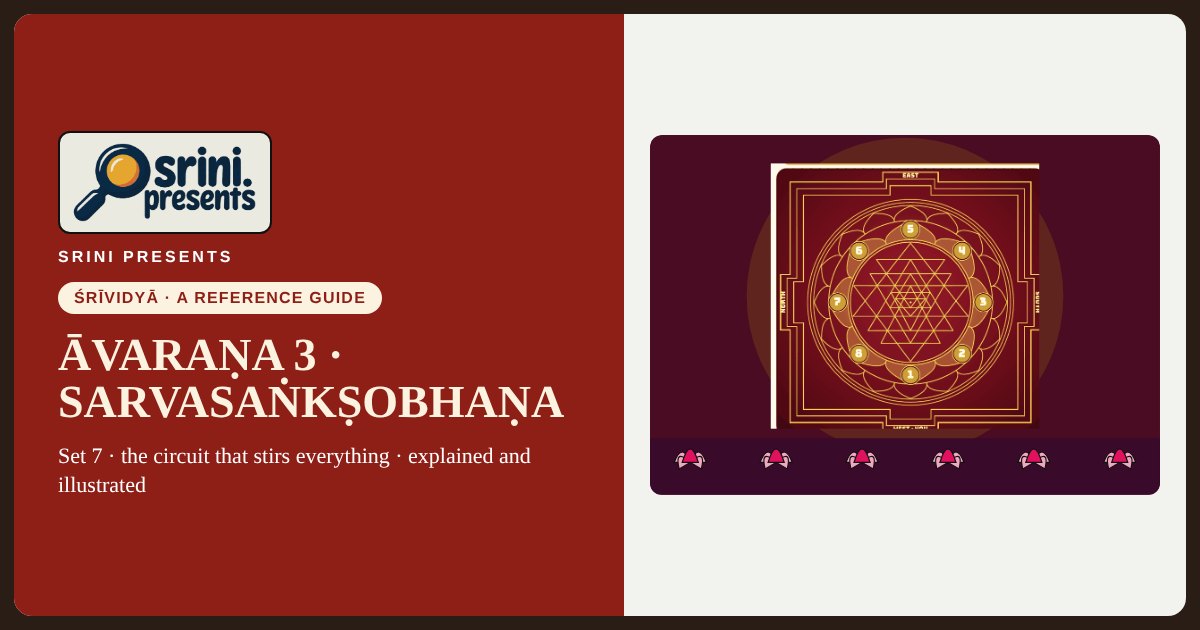 srini.
presents
SRINI PRESENTS
ŚRĪVIDYĀ · A REFERENCE GUIDE
ĀVARAṆA 3 ·
SARVASAṄKṢOBHAṆA
Set 7 · the circuit that stirs everything · explained and
illustrated
EAST
5
6
4
NORTH
7
3
8
2
1